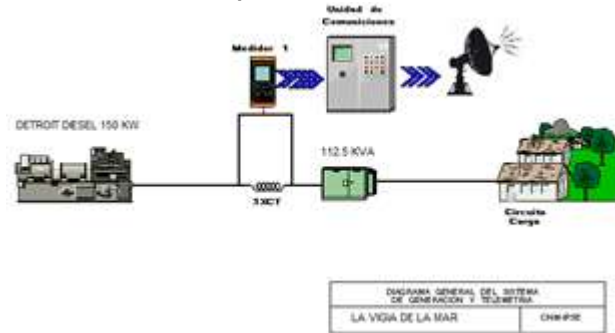 Unidad de
Comunicaciones
Medidor 1
DETROIT DIESEL 150 KW
112.5 KVA
3XCT
Circuito
Carga
DIAGRAMA GENERAL DEL SISTEMA
DE GENERACION Y TELEMETRIA
LA VIGIA DE LA MAR